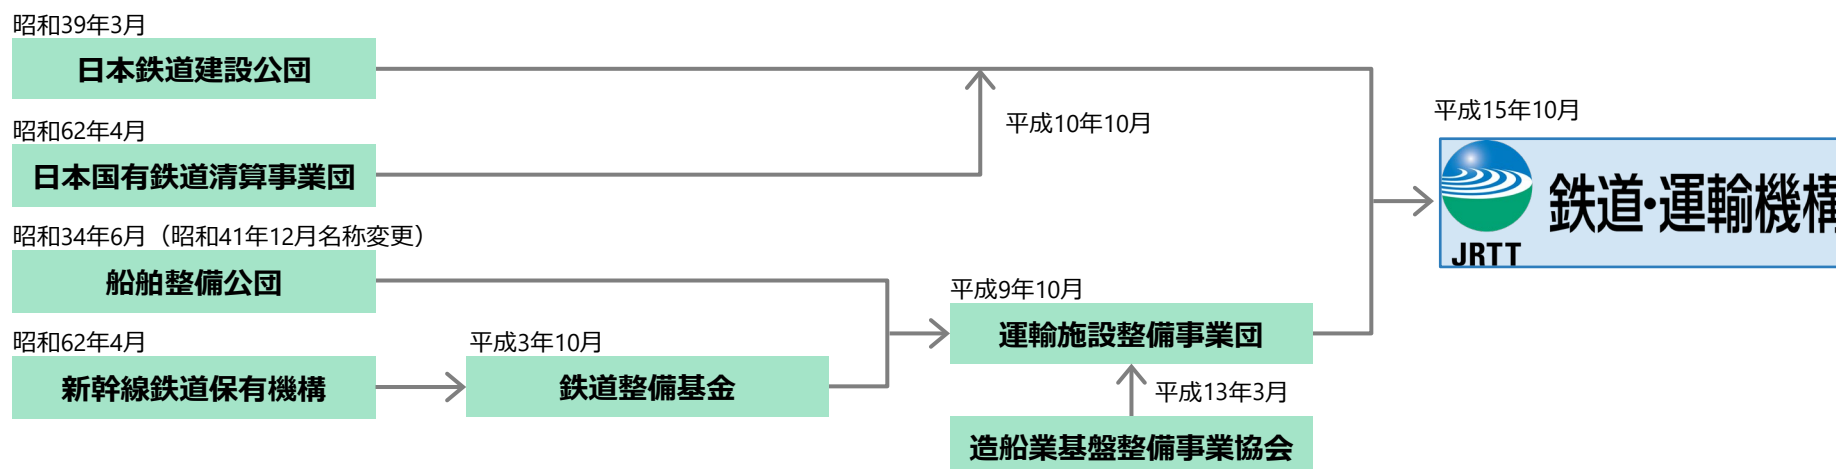 昭和39年3月
日本鉄道建設公団
昭和62年4月
日本国有鉄道清算事業団
平成10年10月
平成15年10月
鉄道・運輸機構
JRTT
昭和34年6月（昭和41年12月名称変更）
船舶整備公団
平成9年10月
運輸施設整備事業団
昭和62年4月
新幹線鉄道保有機構
平成3年10月
鉄道整備基金
平成13年3月
造船業基盤整備事業協会